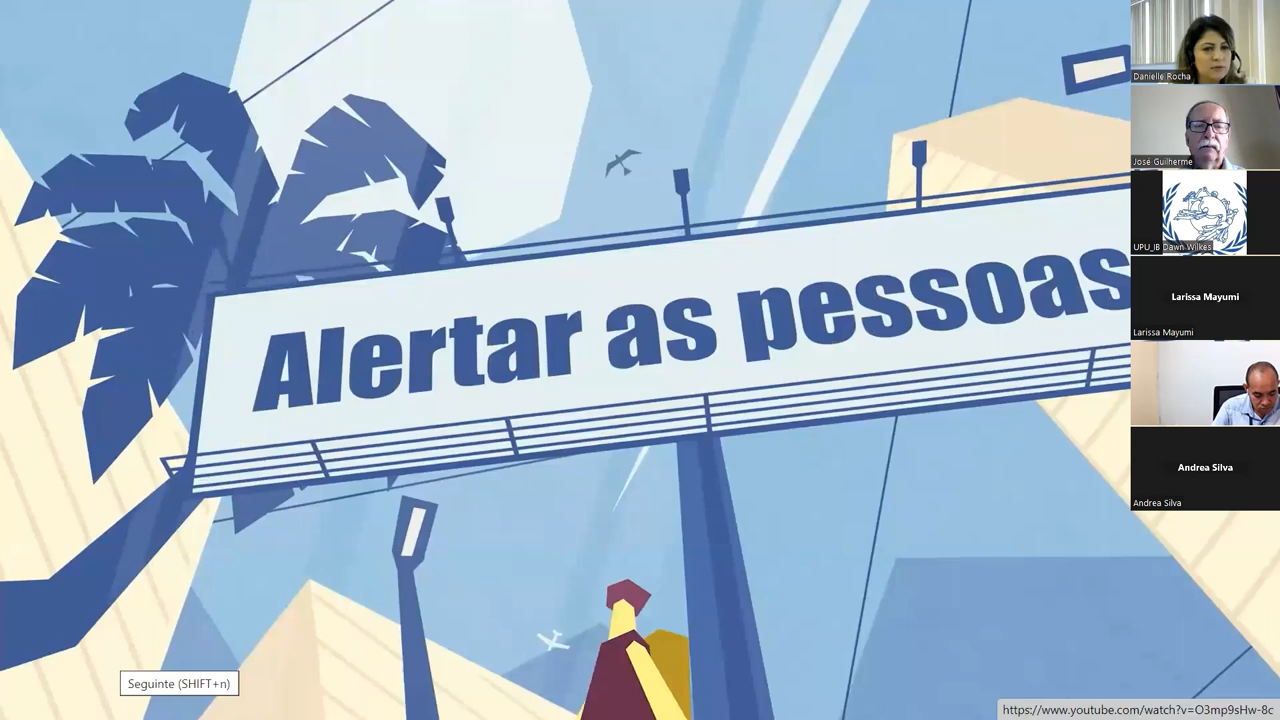 Alertar as pessoas
Danielle Rocha
José Guilherme
UPU_IB Dawn Wilkes
Larissa Mayumi
Larissa Mayumi
Andrea Silva
Andrea Silva
Seguinte (SHIFT+n)
https://www.youtube.com/watch?v=O3mp9sHw-8c